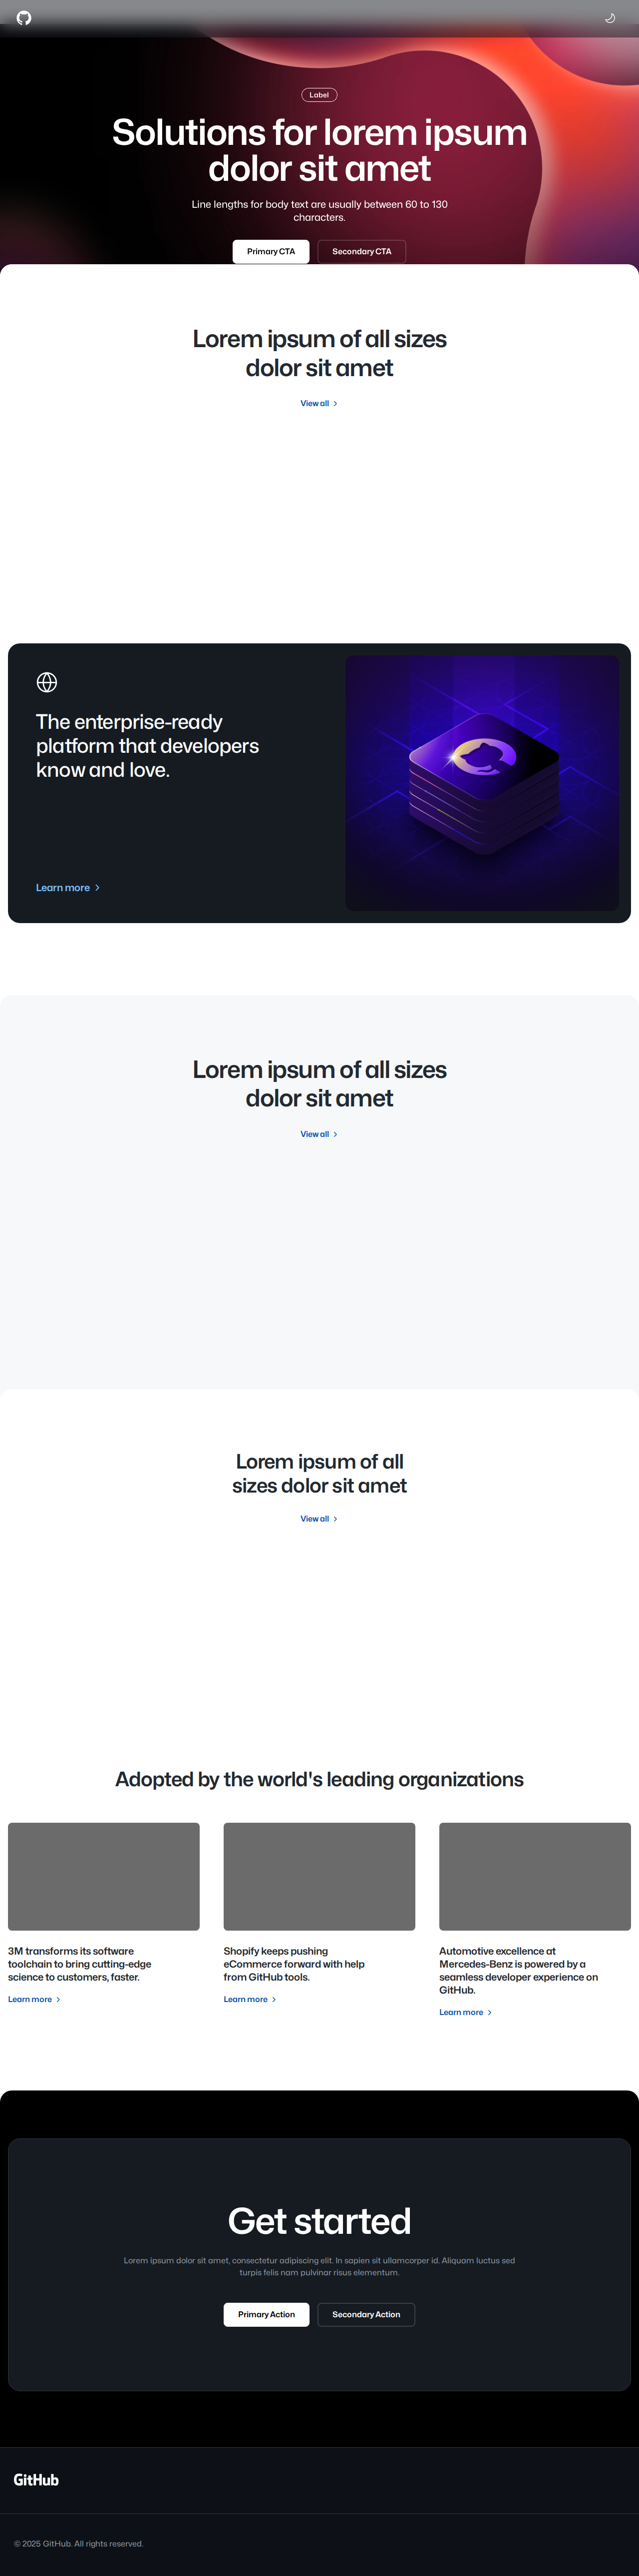 Label
Solutions for lorem ipsum
dolor sit amet
Line lengths for body text are usually between 60 to 130
characters.
Primary CTA
Secondary CTA
Lorem ipsum of all sizes
dolor sit amet
View all
The enterprise-ready
platform that developers
know and love.
Learn more
Lorem ipsum of all sizes
dolor sit amet
View all
Lorem ipsum of all
sizes dolor sit amet
View all
Adopted by the world's leading organizations
3M transforms its software
toolchain to bring cutting-edge
science to customers, faster.
Learn more
Shopify keeps pushing
eCommerce forward with help
from GitHub tools.
Learn more
Automotive excellence at
Mercedes-Benz is powered by a
seamless developer experience on
GitHub.
Learn more
Get started
Lorem ipsum dolor sit amet, consectetur adipiscing elit. In sapien sit ullamcorper id. Aliquam luctus sed
turpis felis nam pulvinar risus elementum.
Primary Action
Secondary Action
GitHub
© 2025 GitHub. All rights reserved.